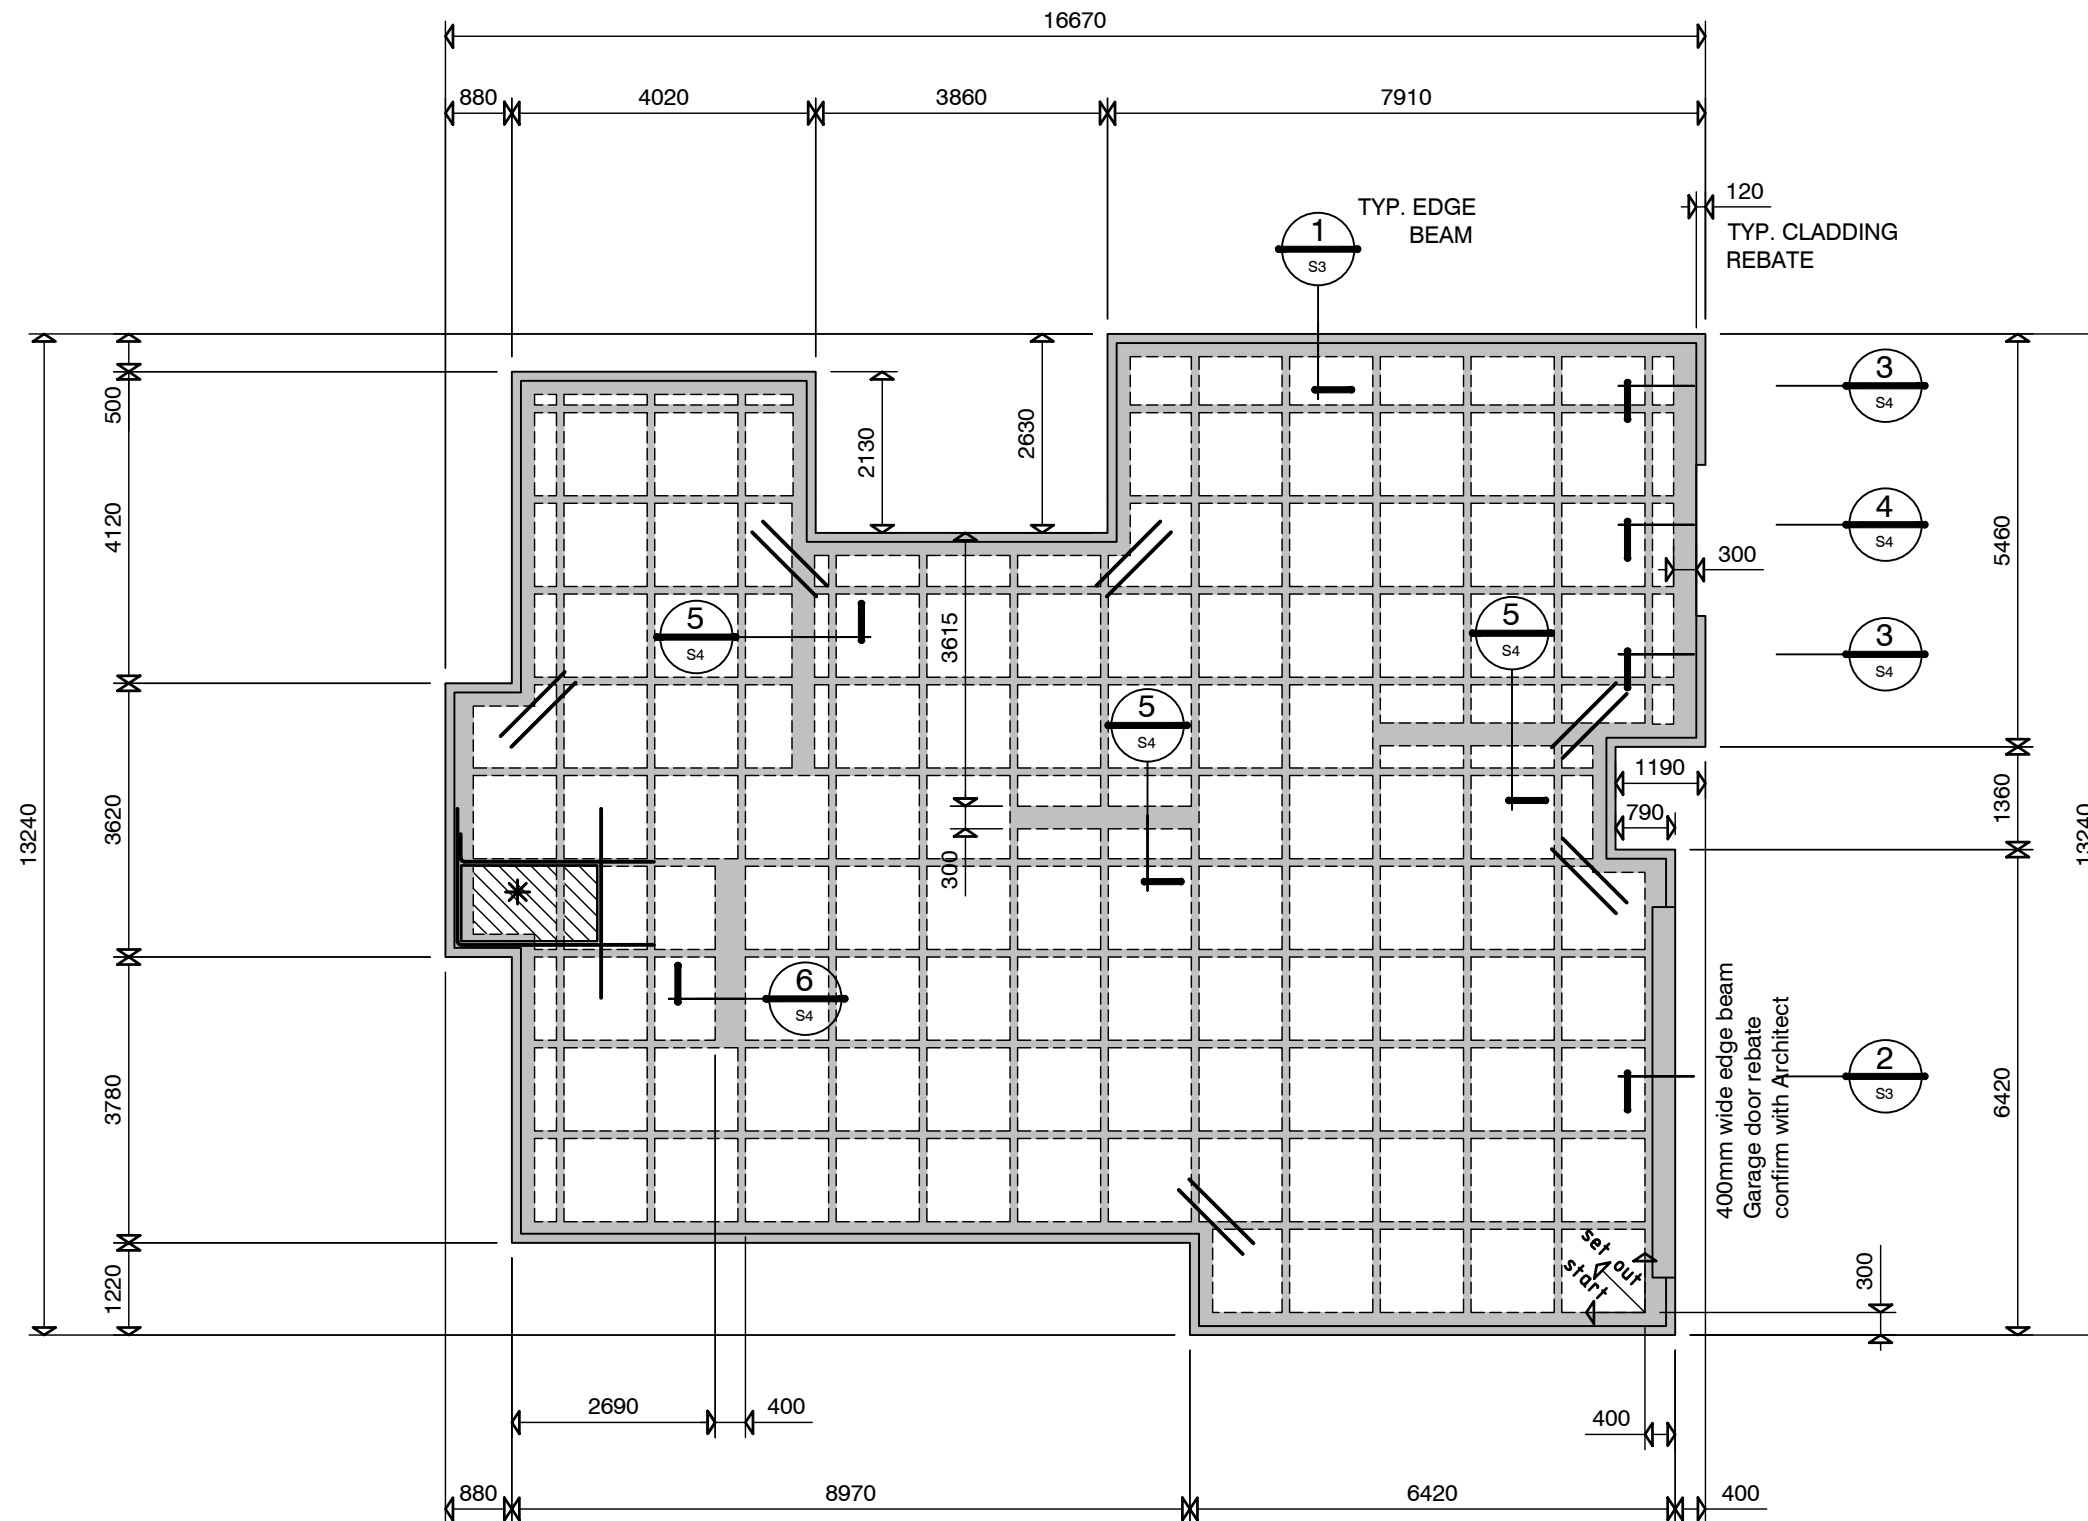 16670
880
4020
3860
7910
120
TYP. CLADDING
REBATE
TYP. EDGE
BEAM
1
S3
500
4120
3620
3780
1220
13240
2130
2630
3615
300
5
S4
5
S4
5
S4
6
S4
3
S4
4
S4
3
S4
2
S3
300
1190
790
5460
1360
6420
13240
400mm wide edge beam
Garage door rebate
confirm with Architect
set out
start
300
2690
400
400
880
8970
6420
400